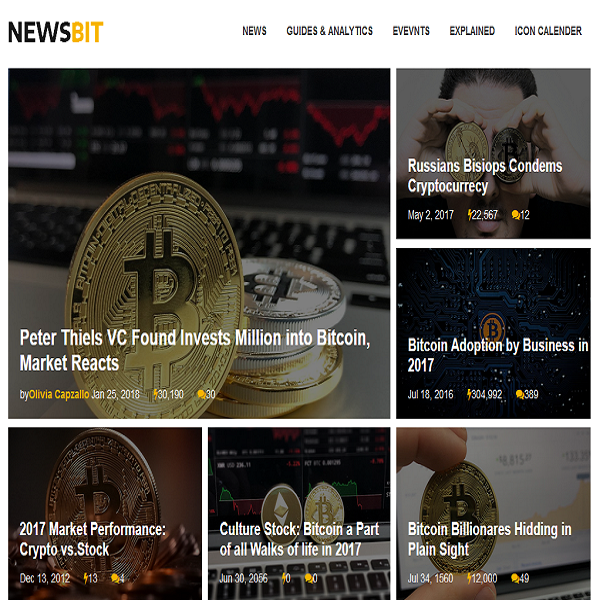 NEWSBIT
NEWS GUIDES & ANALYTICS EVEVNTS EXPLAINED ICON CALENDER
Peter Thiels VC Found Invests Million into Bitcoin,
Market Reacts
byOlivia Capzallo Jan 25, 2018 30,190 30
Russians Bisiops Condems
Cryptocurrecy
May 2, 2017 22,567 12
Bitcoin Adoption by Business in
2017
Jul 18, 2016 304,992 389
2017 Market Performance:
Crypto vs.Stock
Dec 13, 2012 13 4
Culture Stock: Bitcoin a Part
of all Walks of life in 2017
Jun 30, 2056 0 0
Bitcoin Billionares Hidding in
Plain Sight
Jul 34, 1560 12,000 49